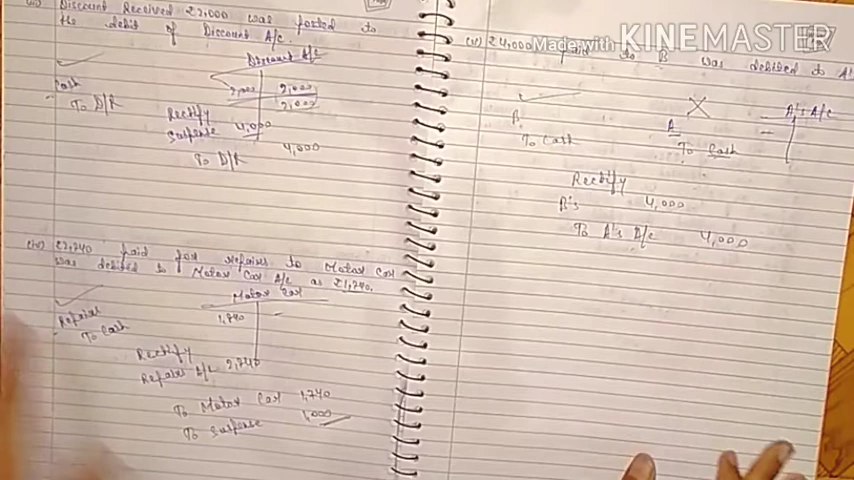 Discount Received ₹2,000 was posted to
the debit of Discount A/c.
Discount A/c
2,000 2,000
2,000
Cash
To D/R
Rectify
Suspense 4,000
To D/R 4,000
(iv) ₹2,740 paid for repairs to Motor Car
was debited to Motor Car A/c as ₹1,740.
Motor Car
1,740
Repairs
To Cash
Rectify
Repairs A/c 2,740
To Motor Car 1,740
To Suspense 1,000
Made with KINEMASTER
(v) ₹4,000 to B was debited to A's
A's A/c
B
To Cash
A
To Cash
Rectify
B's 4,000
To A's A/c 4,000